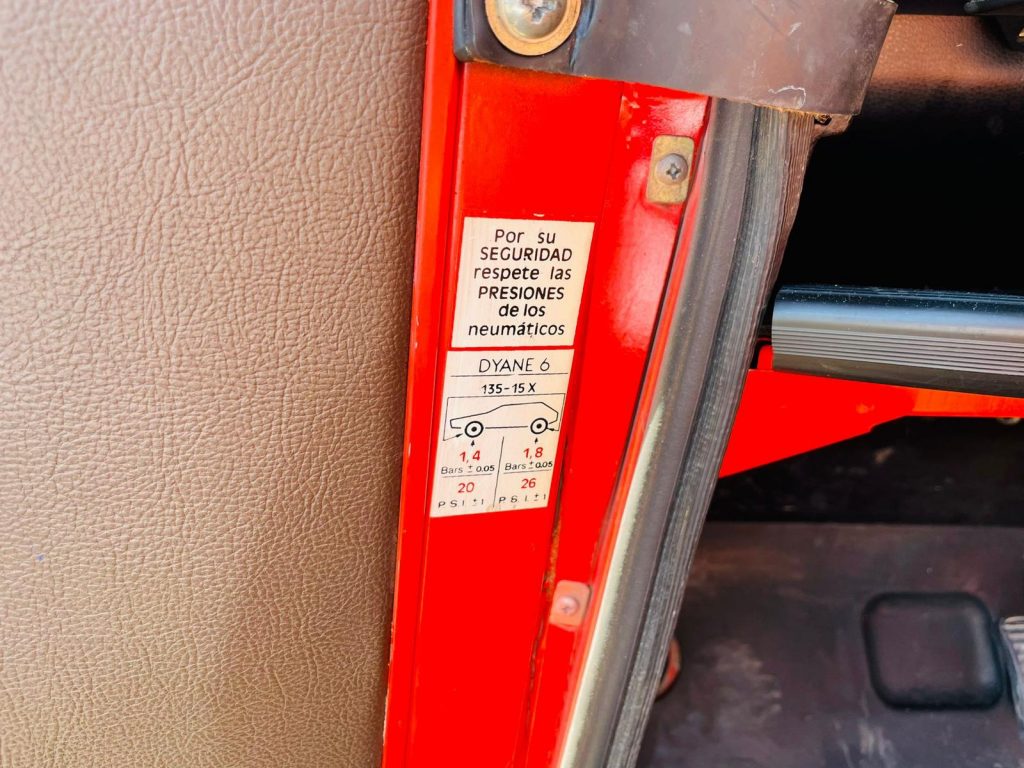 Por su
SEGURIDAD
respete las
PRESIONES
de los
neumáticos
DYANE 6
135-15 X
1,4 1,8
Bars ± 0.05 Bars ± 0.05
20 26
P.S.I. ± 1 P.S.I. ± 1